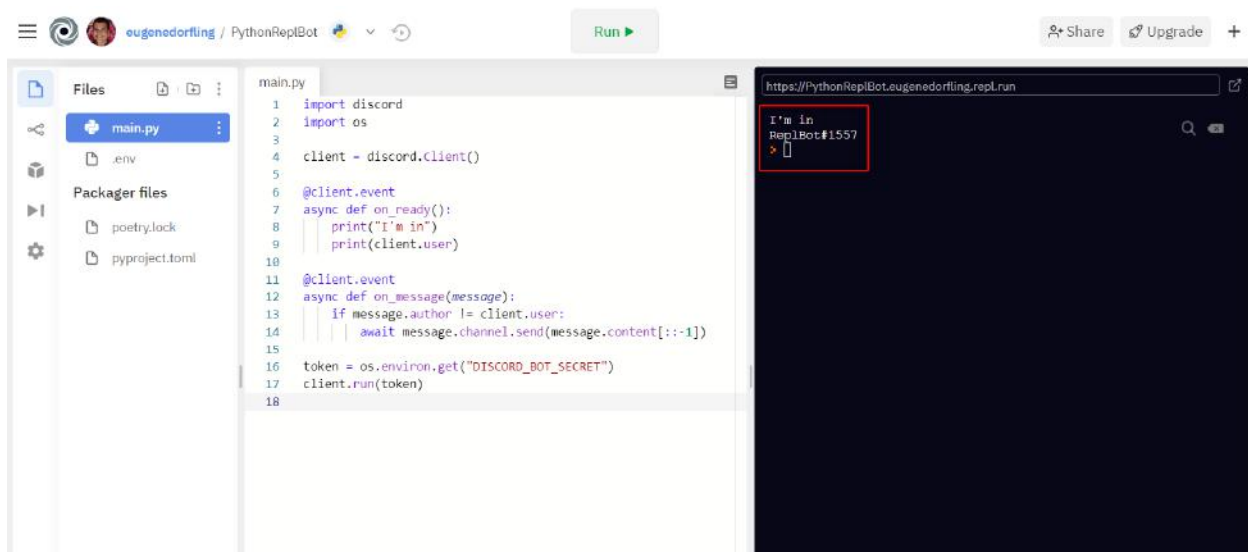 eugenedorfling / PythonReplBot
Run
Share
Upgrade
Files
main.py
.env
Packager files
poetry.lock
pyproject.toml
main.py
1 import discord
2 import os
3
4 client = discord.Client()
5
6 @client.event
7 async def on_ready():
8     print("I'm in")
9     print(client.user)
10
11 @client.event
12 async def on_message(message):
13     if message.author != client.user:
14         await message.channel.send(message.content[::-1])
15
16 token = os.environ.get("DISCORD_BOT_SECRET")
17 client.run(token)
18
https://PythonReplBot.eugenedorfling.repl.run
I'm in
ReplBot#1557
>